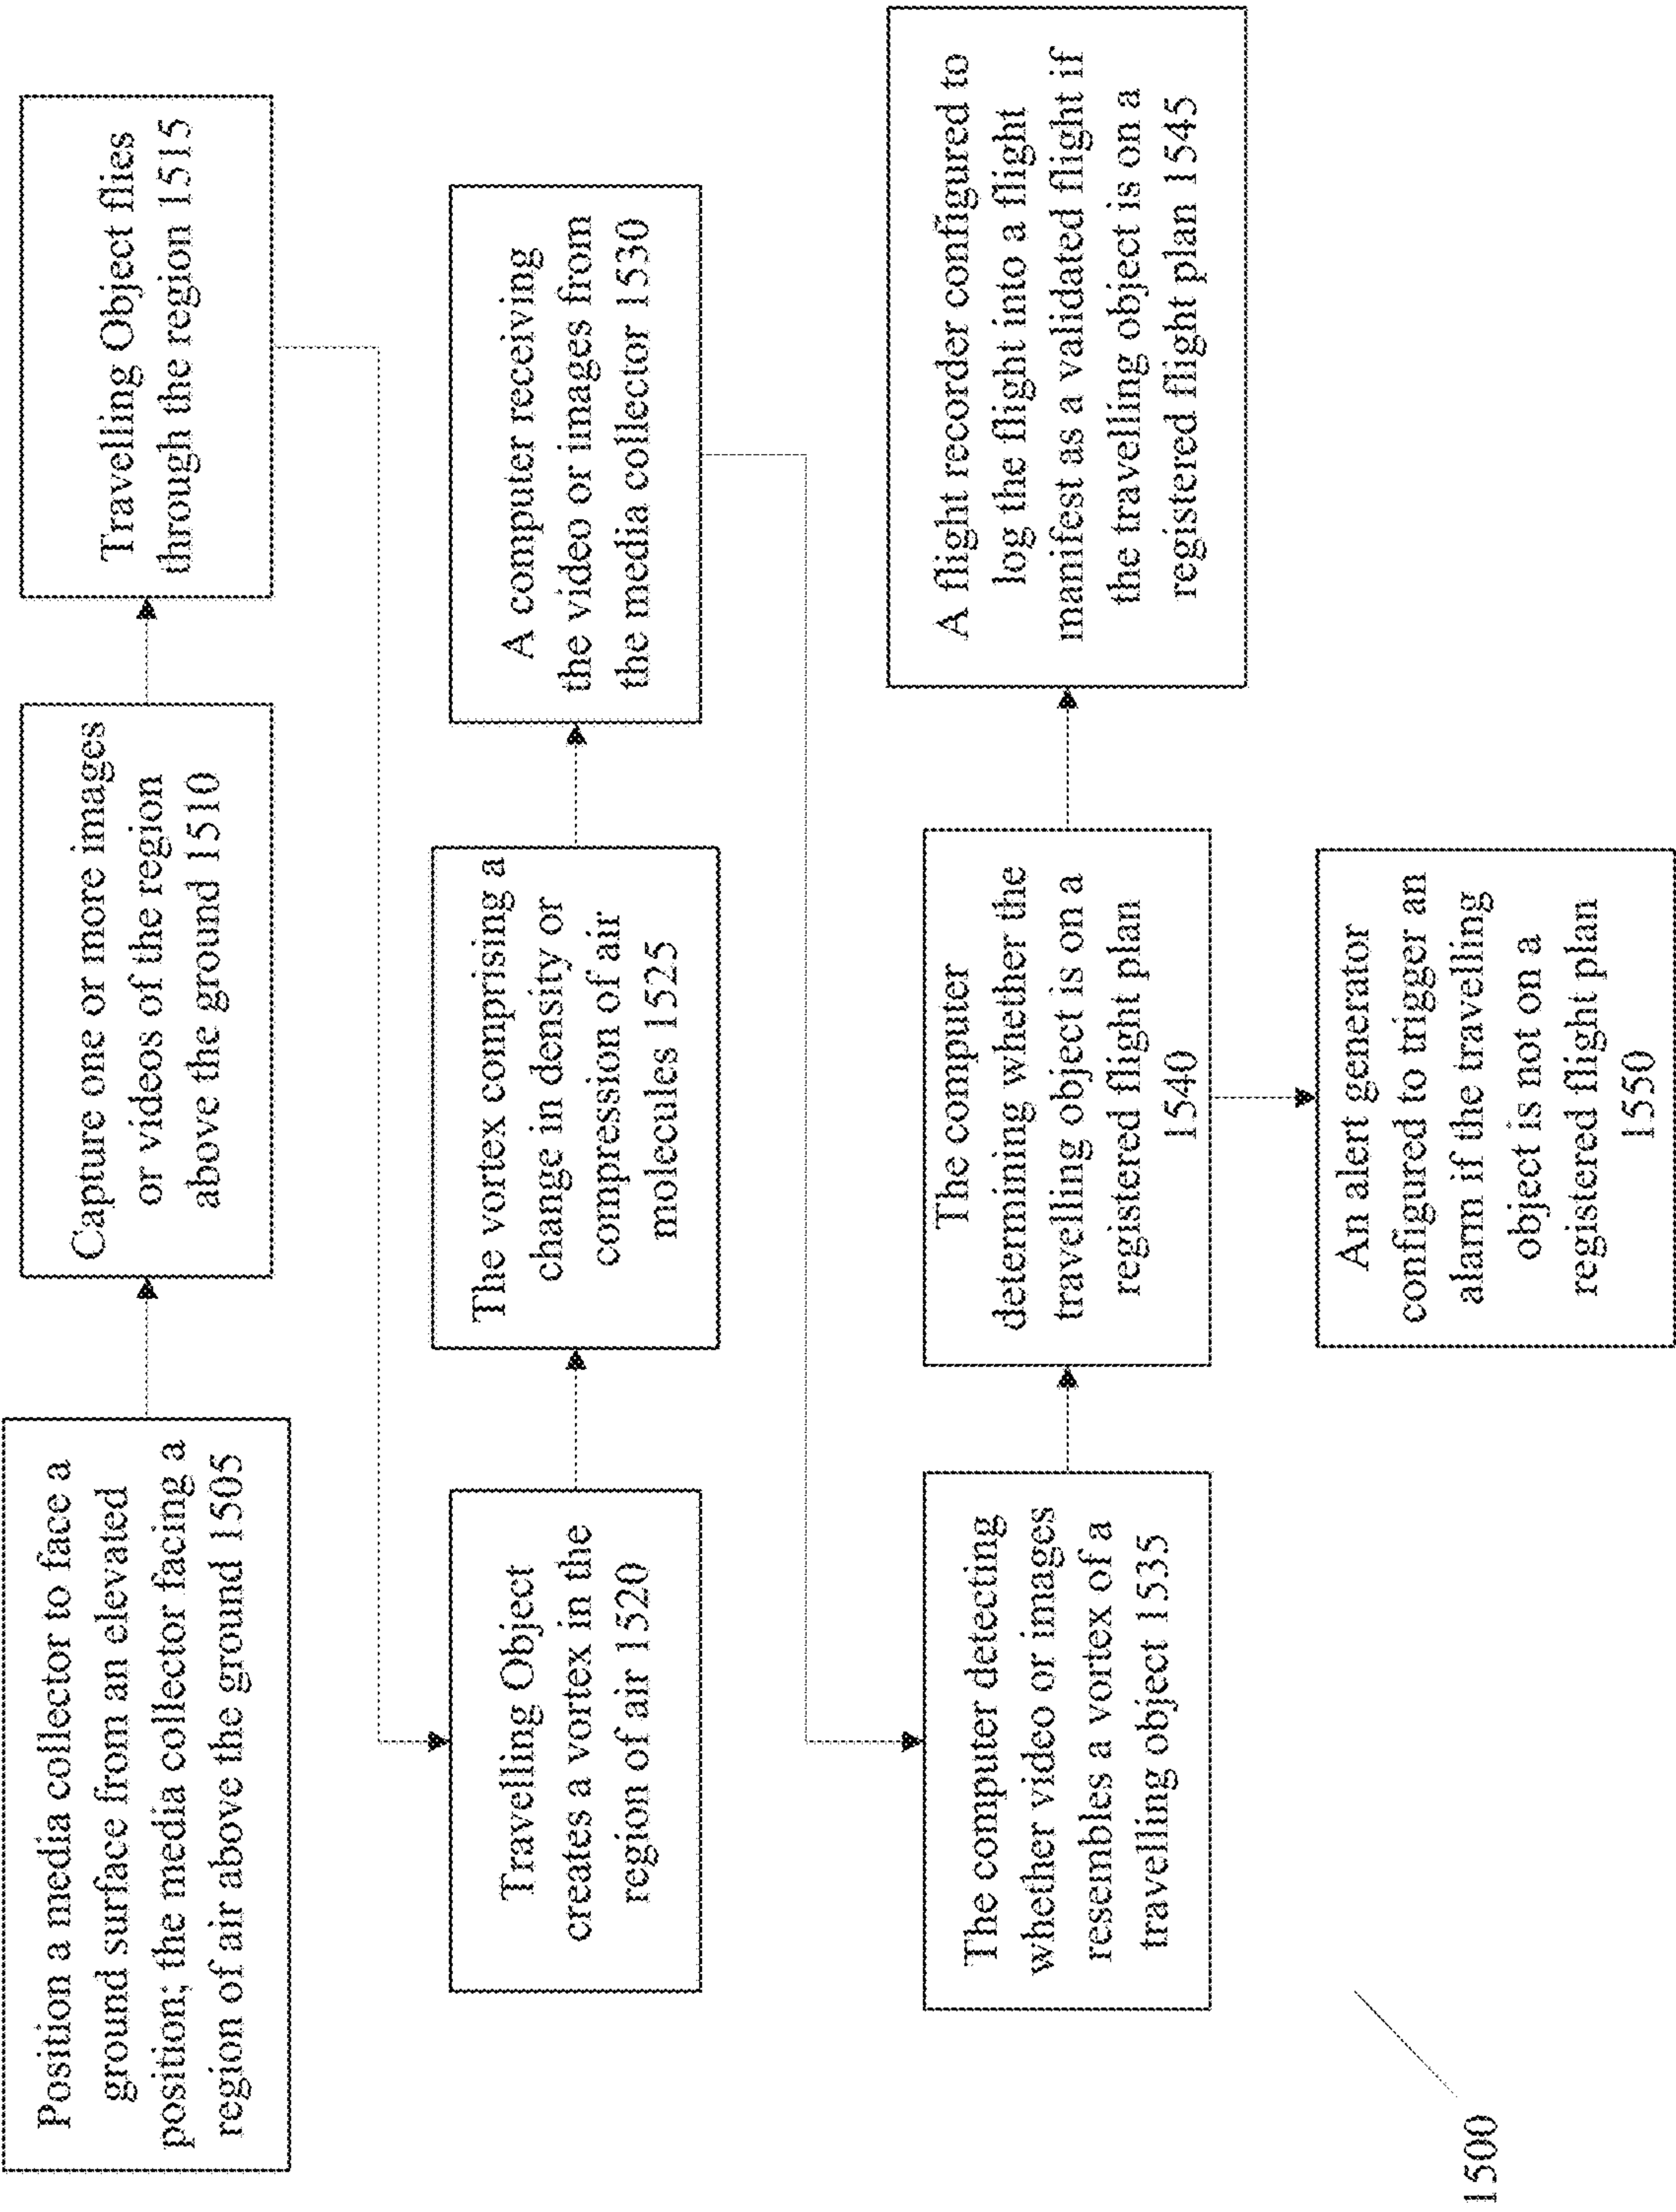 Position a media collector to face a
ground surface from an elevated
position; the media collector facing a
region of air above the ground 1505
Capture one or more images
or videos of the region
above the ground 1510
Travelling Object flies
through the region 1515
Travelling Object
creates a vortex in the
region of air 1520
The vortex comprising a
change in density or
compression of air
molecules 1525
A computer receiving
the video or images from
the media collector 1530
The computer detecting
whether video or images
resembles a vortex of a
travelling object 1535
The computer
determining whether the
travelling object is on a
registered flight plan
1540
A flight recorder configured to
log the flight into a flight
manifest as a validated flight if
the travelling object is on a
registered flight plan 1545
An alert generator
configured to trigger an
alarm if the travelling
object is not on a
registered flight plan
1550
1500